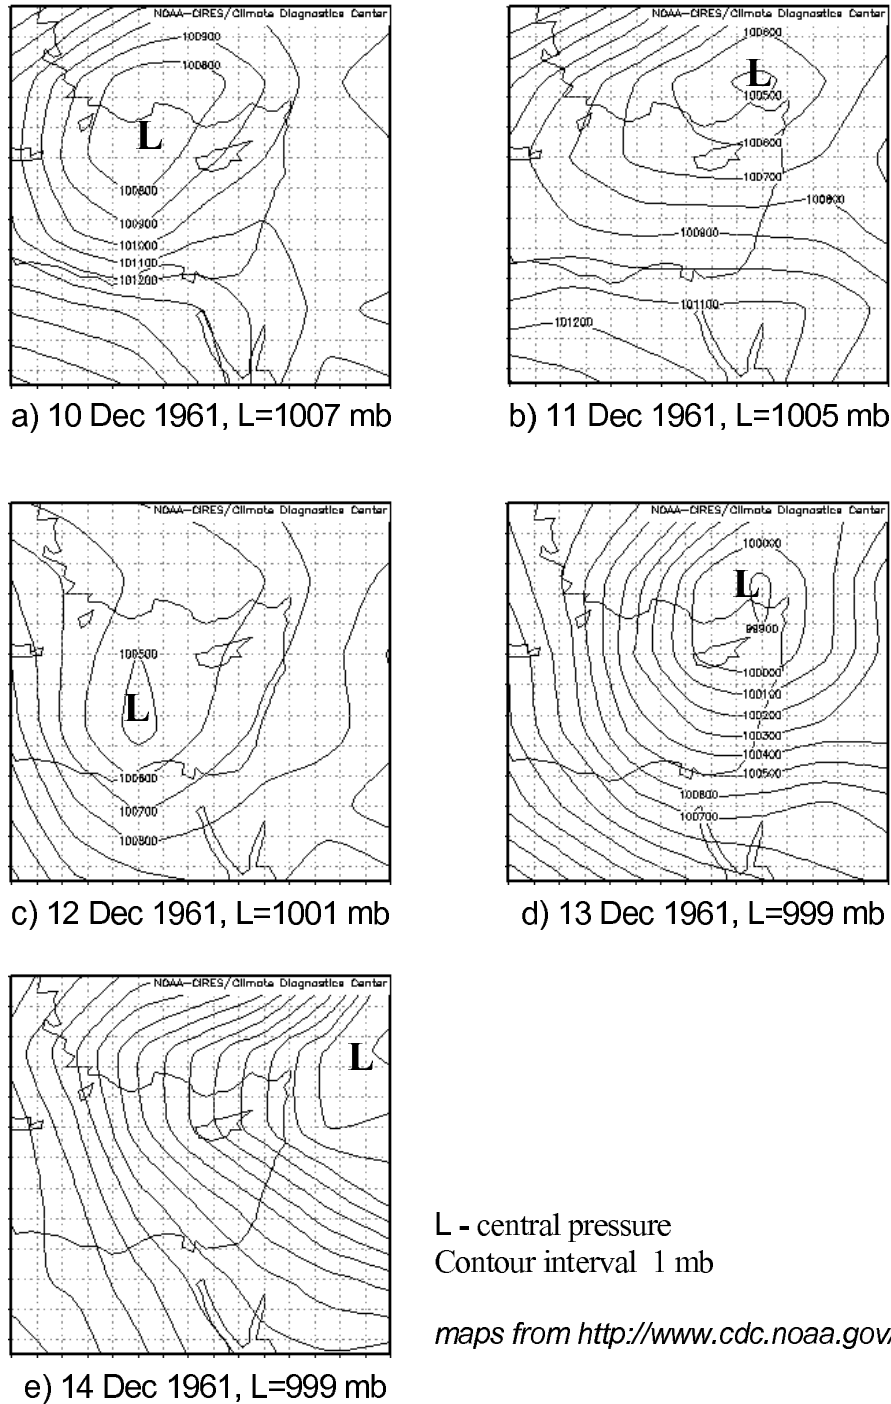 NOAA-CIRES/Climate Diagnostics Center
100900
100800
L
100800
100900
101000
101100
101200
a) 10 Dec 1961, L=1007 mb
NOAA-CIRES/Climate Diagnostics Center
100600
L
100500
100600
100700
100800
100900
101100
101200
b) 11 Dec 1961, L=1005 mb
NOAA-CIRES/Climate Diagnostics Center
100500
L
100600
100700
100800
c) 12 Dec 1961, L=1001 mb
NOAA-CIRES/Climate Diagnostics Center
100000
L
99900
100000
100100
100200
100300
100400
100500
100600
100700
d) 13 Dec 1961, L=999 mb
NOAA-CIRES/Climate Diagnostics Center
L
e) 14 Dec 1961, L=999 mb
L - central pressure
Contour interval 1 mb
maps from http://www.cdc.noaa.gov/